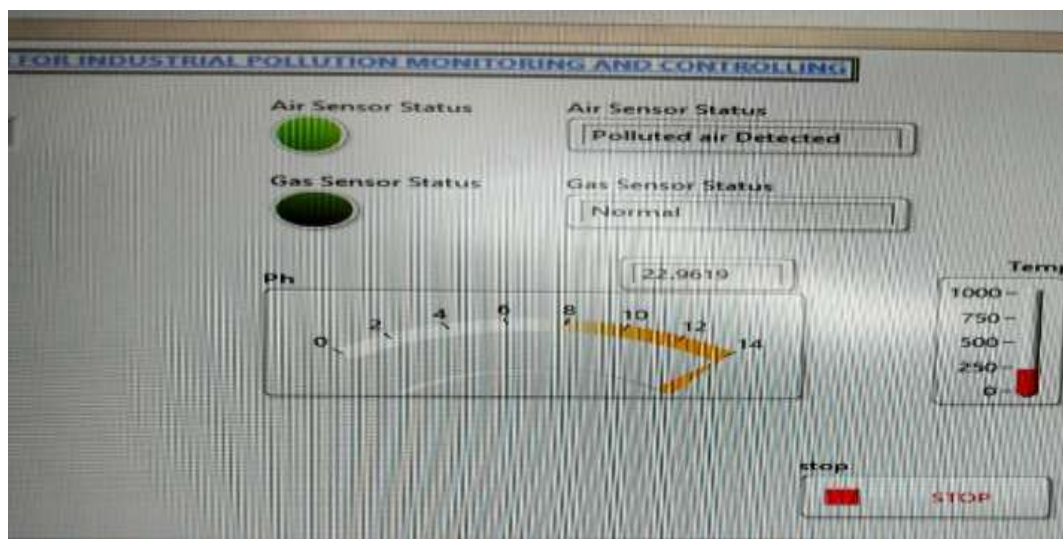 FOR INDUSTRIAL POLLUTION MONITORING AND CONTROLLING
Air Sensor Status
Air Sensor Status
Polluted air Detected
Gas Sensor Status
Gas Sensor Status
Normal
Ph
22.9619
0 2 4 6 8 10 12 14
Temp
1000
750
500
250
0
stop
STOP